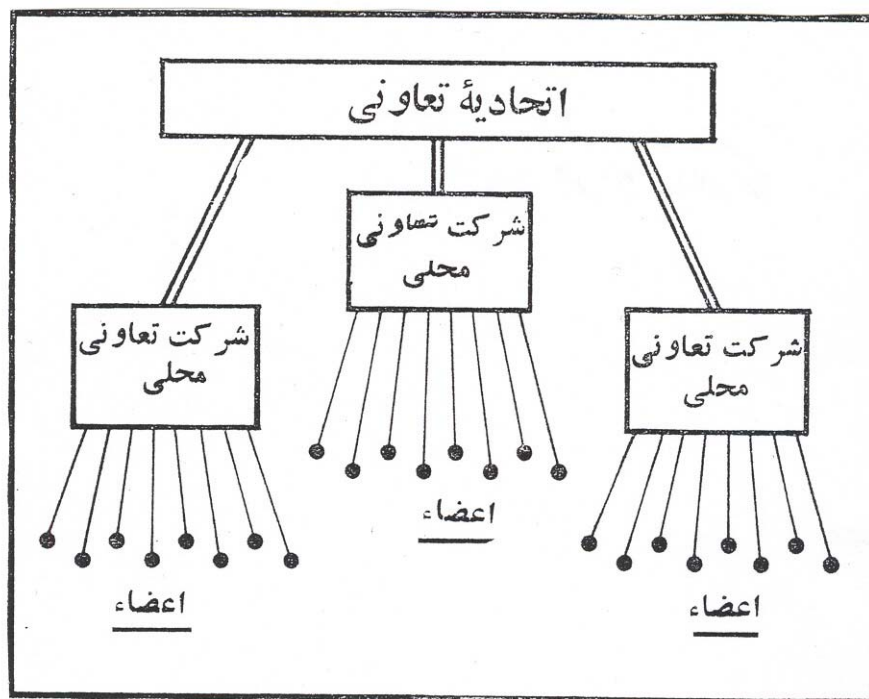 اتحادیهٔ تعاونی
شرکت تعاونی
محلی
شرکت تعاونی
محلی
شرکت تعاونی
محلی
اعضاء
اعضاء
اعضاء